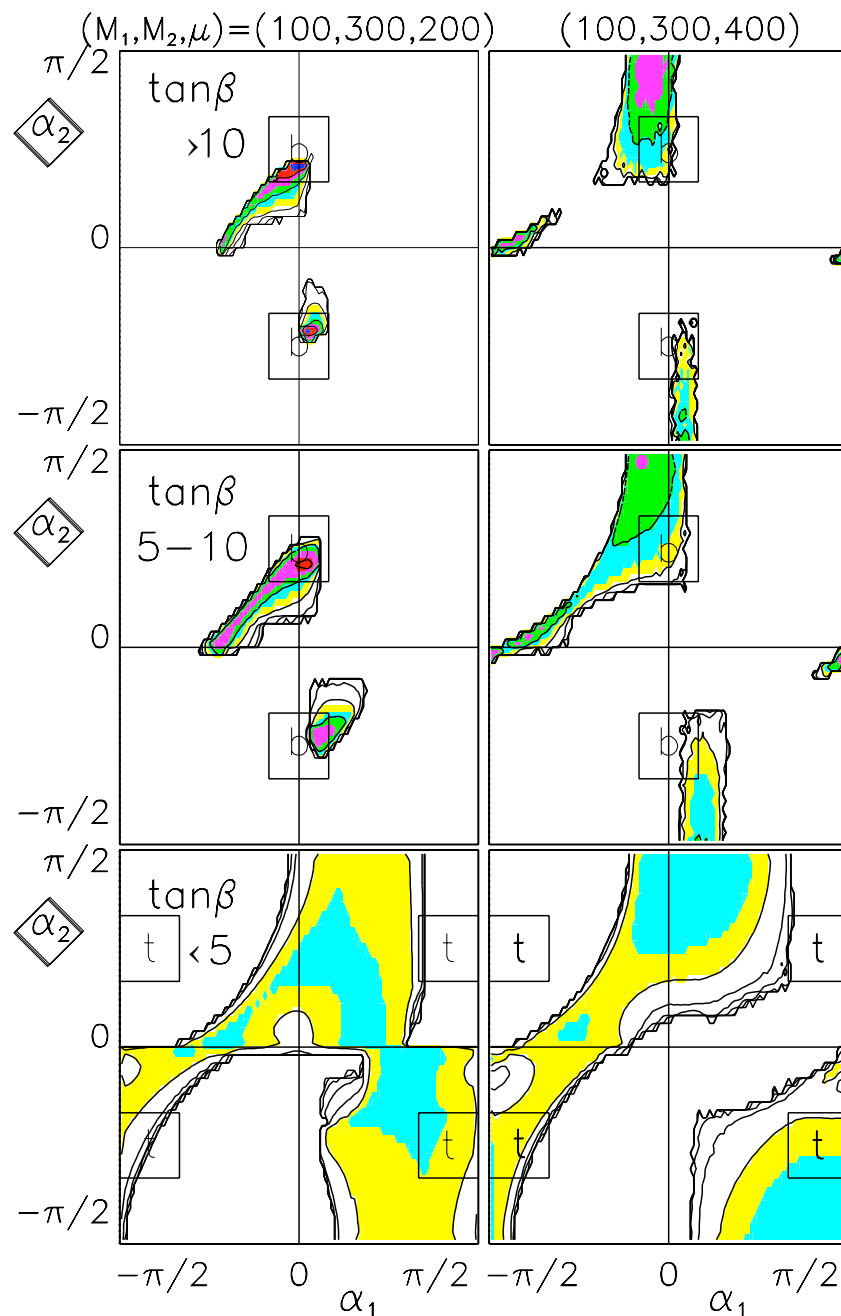 (M₁,M₂,μ)=(100,300,200) (100,300,400)
π/2
tanβ
α₂
>10
b
0
b
−π/2
b
b
π/2
tanβ
α₂
5−10
b
0
b
−π/2
b
b
π/2
tanβ
α₂
t <5 t t t
0
t t t t
−π/2
−π/2 0 π/2 −π/2 0 π/2
α₁ α₁